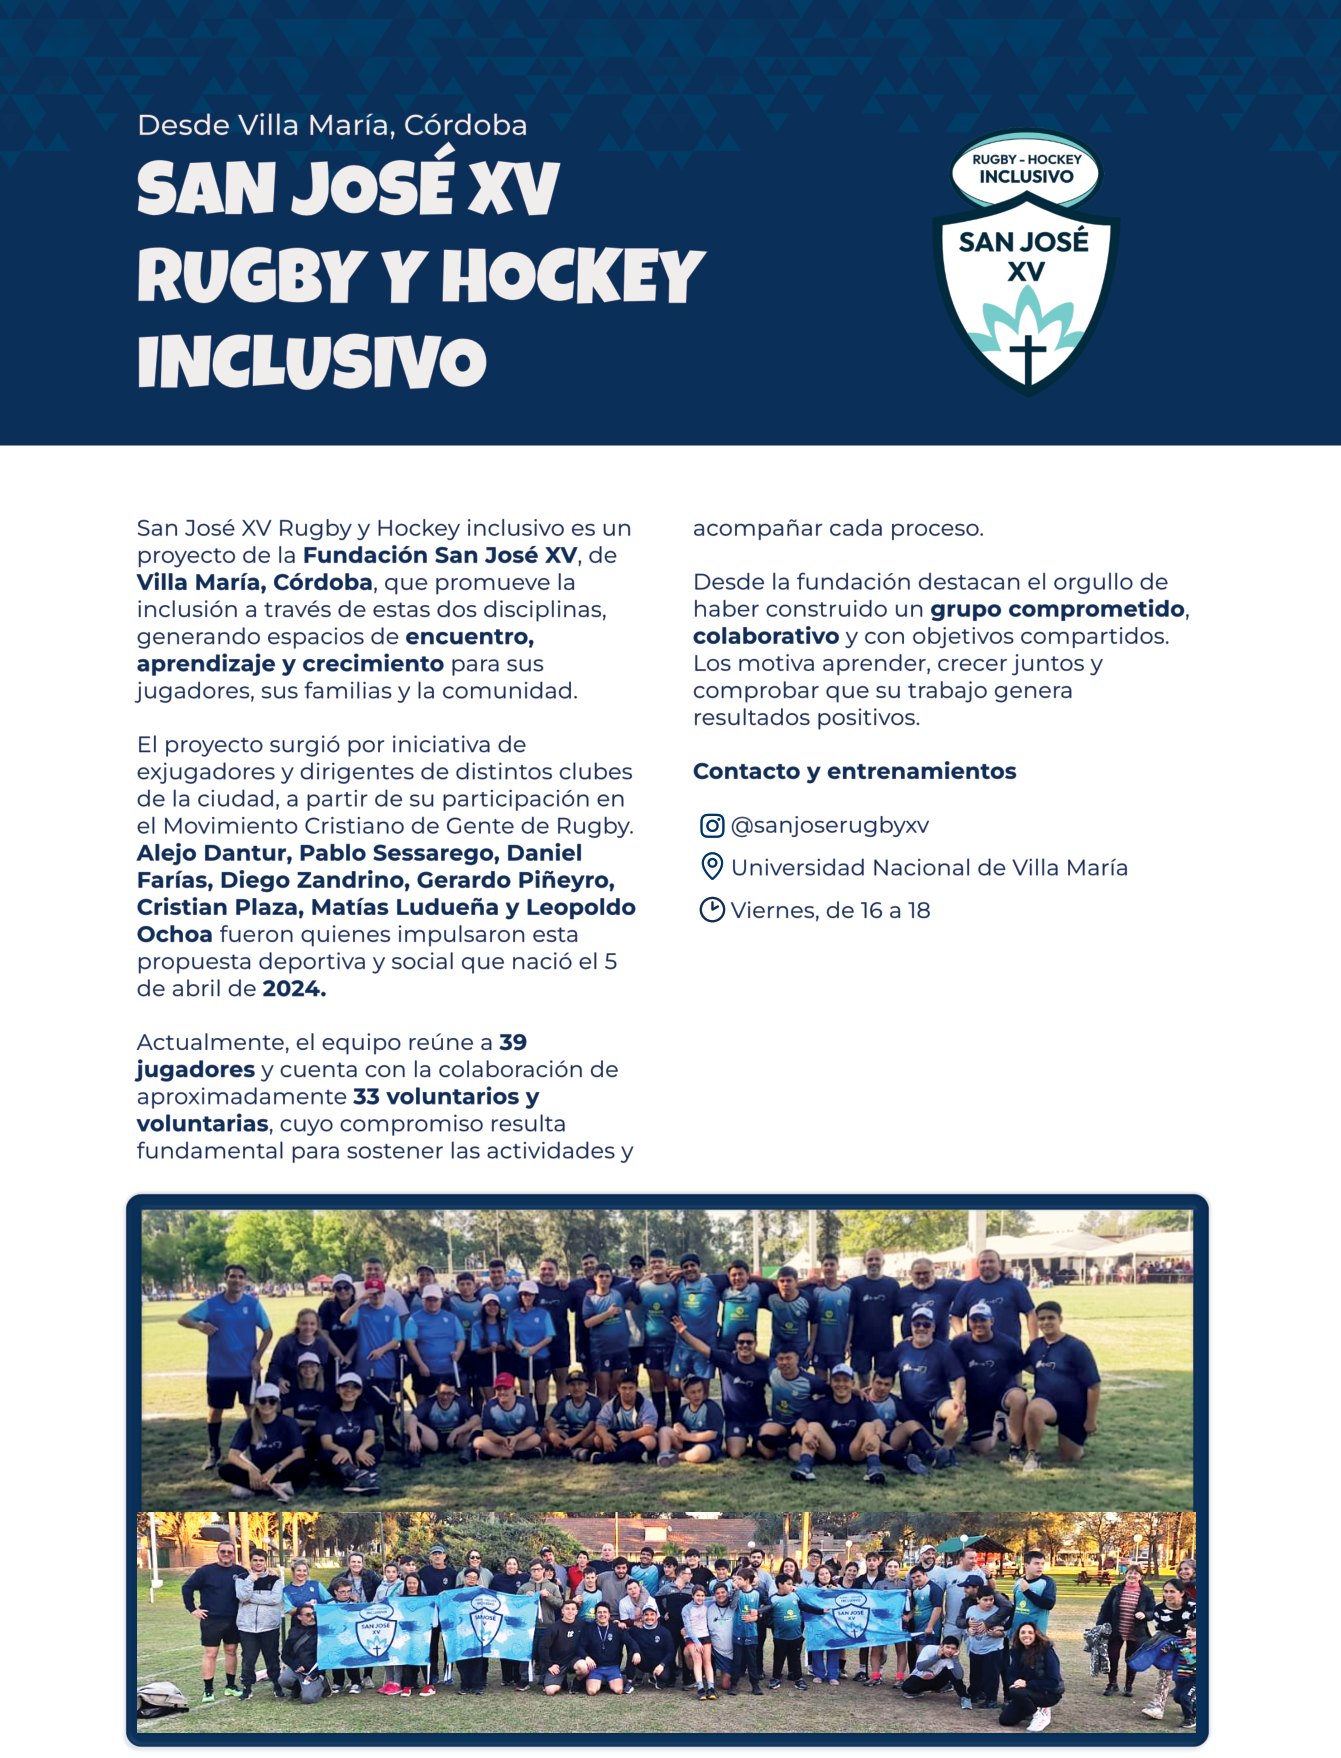 Desde Villa María, Córdoba
SAN JOSÉ XV
RUGBY Y HOCKEY
INCLUSIVO
RUGBY - HOCKEY
INCLUSIVO
SAN JOSÉ
XV
San José XV Rugby y Hockey inclusivo es un
proyecto de la Fundación San José XV, de
Villa María, Córdoba, que promueve la
inclusión a través de estas dos disciplinas,
generando espacios de encuentro,
aprendizaje y crecimiento para sus
jugadores, sus familias y la comunidad.
El proyecto surgió por iniciativa de
exjugadores y dirigentes de distintos clubes
de la ciudad, a partir de su participación en
el Movimiento Cristiano de Gente de Rugby.
Alejo Dantur, Pablo Sessarego, Daniel
Farías, Diego Zandrino, Gerardo Piñeyro,
Cristian Plaza, Matías Ludueña y Leopoldo
Ochoa fueron quienes impulsaron esta
propuesta deportiva y social que nació el 5
de abril de 2024.
Actualmente, el equipo reúne a 39
jugadores y cuenta con la colaboración de
aproximadamente 33 voluntarios y
voluntarias, cuyo compromiso resulta
fundamental para sostener las actividades y
acompañar cada proceso.
Desde la fundación destacan el orgullo de
haber construido un grupo comprometido,
colaborativo y con objetivos compartidos.
Los motiva aprender, crecer juntos y
comprobar que su trabajo genera
resultados positivos.
Contacto y entrenamientos
@sanjoserugbyxv
Universidad Nacional de Villa María
Viernes, de 16 a 18
SAN JOSÉ
XV
SAN JOSÉ
SAN JOSÉ
XV